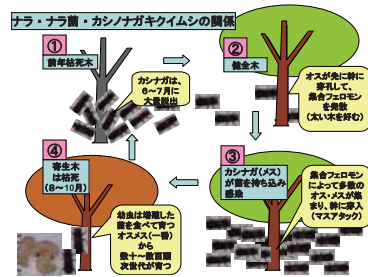 ナラ・ナラ菌・カシノナガキクイムシの関係
①
前年枯死木
カシナガは、
6~7月に
大量脱出
②
健全木
オスが先に幹に
穿孔して、
集合フェロモン
を発散
(太い木を好む)
③
カシナガ(メス)
が菌を持ち込み
感染
集合フェロモン
によって多数の
オス・メスが集
まり、幹に穿入
(マスアタック)
④
寄生木
は枯死
(8~10月)
幼虫は増殖した
菌を食べて育つ
オスメス(一番)
から
数十~数百頭
次世代が育つ